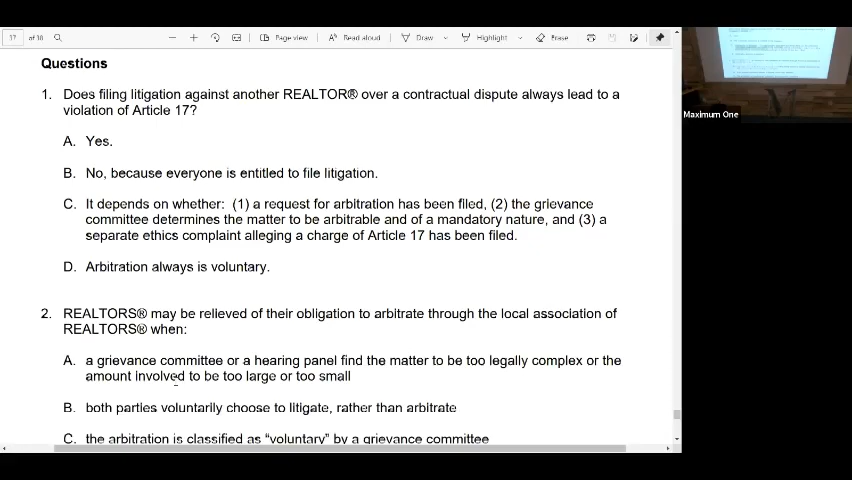 17 of 38 Page view Read aloud Draw Highlight Erase
Questions
1. Does filing litigation against another REALTOR® over a contractual dispute always lead to a
violation of Article 17?
A. Yes.
B. No, because everyone is entitled to file litigation.
C. It depends on whether: (1) a request for arbitration has been filed, (2) the grievance
committee determines the matter to be arbitrable and of a mandatory nature, and (3) a
separate ethics complaint alleging a charge of Article 17 has been filed.
D. Arbitration always is voluntary.
2. REALTORS® may be relieved of their obligation to arbitrate through the local association of
REALTORS® when:
A. a grievance committee or a hearing panel find the matter to be too legally complex or the
amount involved to be too large or too small
B. both parties voluntarily choose to litigate, rather than arbitrate
C. the arbitration is classified as "voluntary" by a grievance committee
Maximum One